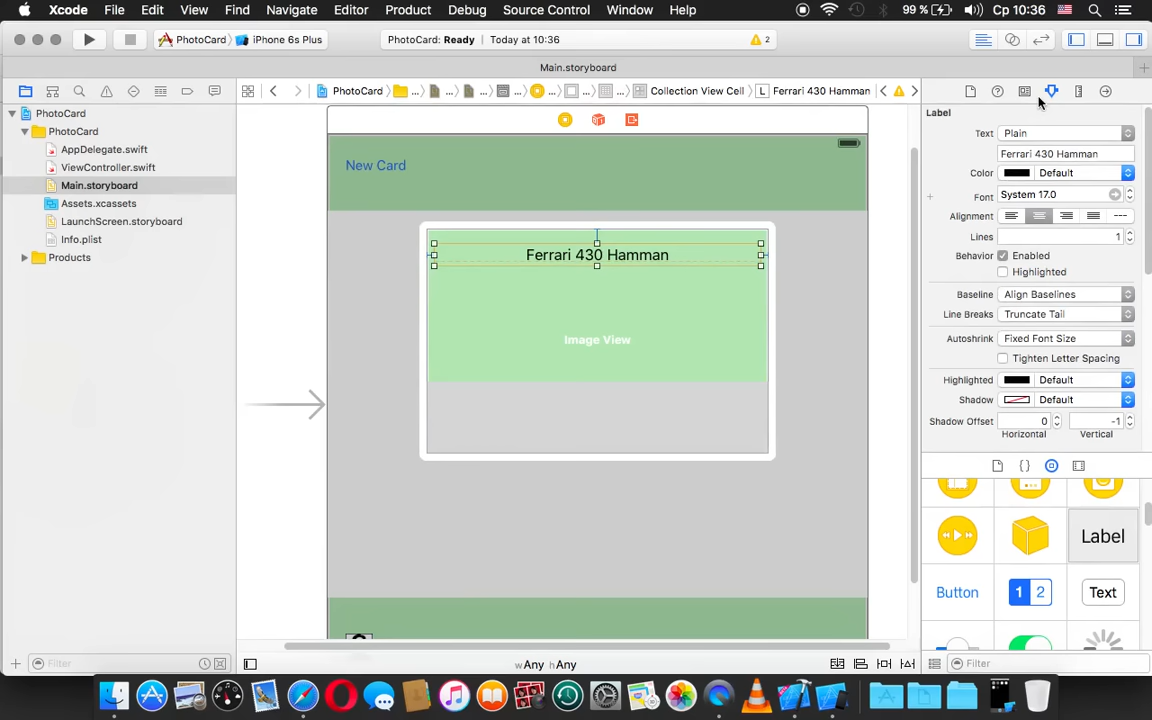 Xcode File Edit View Find Navigate Editor Product Debug Source Control Window Help 99 % Ср 10:36
PhotoCard iPhone 6s Plus PhotoCard: Ready Today at 10:36 2
Main.storyboard
PhotoCard ... ... ... ... ... ... ... ... Collection View Cell L Ferrari 430 Hamman
PhotoCard
PhotoCard
AppDelegate.swift
ViewController.swift
Main.storyboard
Assets.xcassets
LaunchScreen.storyboard
Info.plist
Products
New Card
Ferrari 430 Hamman
Image View
Label
Text Plain
Ferrari 430 Hamman
Color Default
Font System 17.0
Alignment
Lines 1
Behavior Enabled
Highlighted
Baseline Align Baselines
Line Breaks Truncate Tail
Autoshrink Fixed Font Size
Tighten Letter Spacing
Highlighted Default
Shadow Default
Shadow Offset 0 -1
Horizontal Vertical
Label
Button 1 2 Text
Filter
wAny hAny
Filter